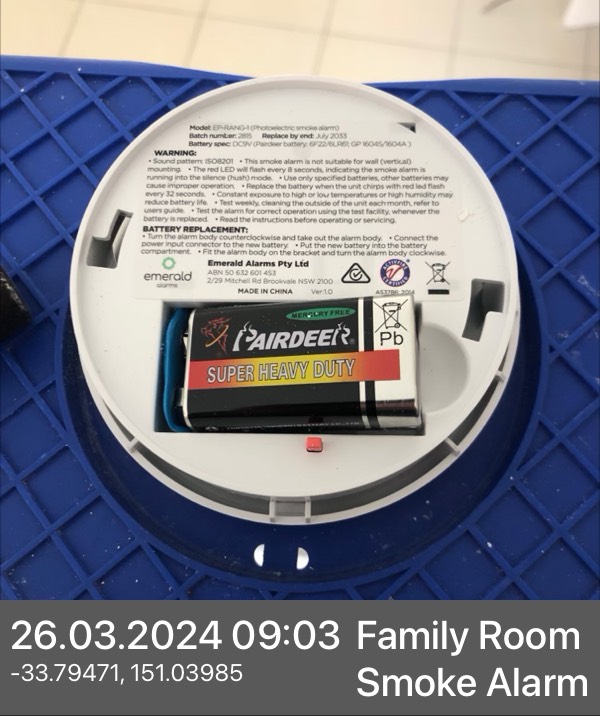 Model: EP-RANG-1 (Photoelectric smoke alarm)
Batch number: 2815 Replace by end: July 2033
Battery spec: DC9V (Pairdeer battery: 6F22/6LR61; GP 1604S/1604A )
WARNING:
• Sound pattern: ISO8201 • This smoke alarm is not suitable for wall (vertical)
mounting. • The red LED will flash every 8 seconds, indicating the smoke alarm is
running into the silence (hush) mode. • Use only specified batteries, other batteries may
cause improper operation. • Replace the battery when the unit chirps with red led flash
every 32 seconds. • Constant exposure to high or low temperatures or high humidity may
reduce battery life. • Test weekly, cleaning the outside of the unit each month, refer to
users guide. • Test the alarm for correct operation using the test facility, whenever the
battery is replaced. • Read the instructions before operating or servicing.
BATTERY REPLACEMENT:
• Turn the alarm body counterclockwise and take out the alarm body. • Connect the
power input connector to the new battery. • Put the new battery into the battery
compartment. • Fit the alarm body on the bracket and turn the alarm body clockwise.
emerald
alarms
Emerald Alarms Pty Ltd
ABN 50 632 601 453
2/29 Mitchell Rd Brookvale NSW 2100
MADE IN CHINA Ver:1.0
AS3786: 2014
MERCURY FREE
PAIRDEER
SUPER HEAVY DUTY
Pb
26.03.2024 09:03
-33.79471, 151.03985
Family Room
Smoke Alarm